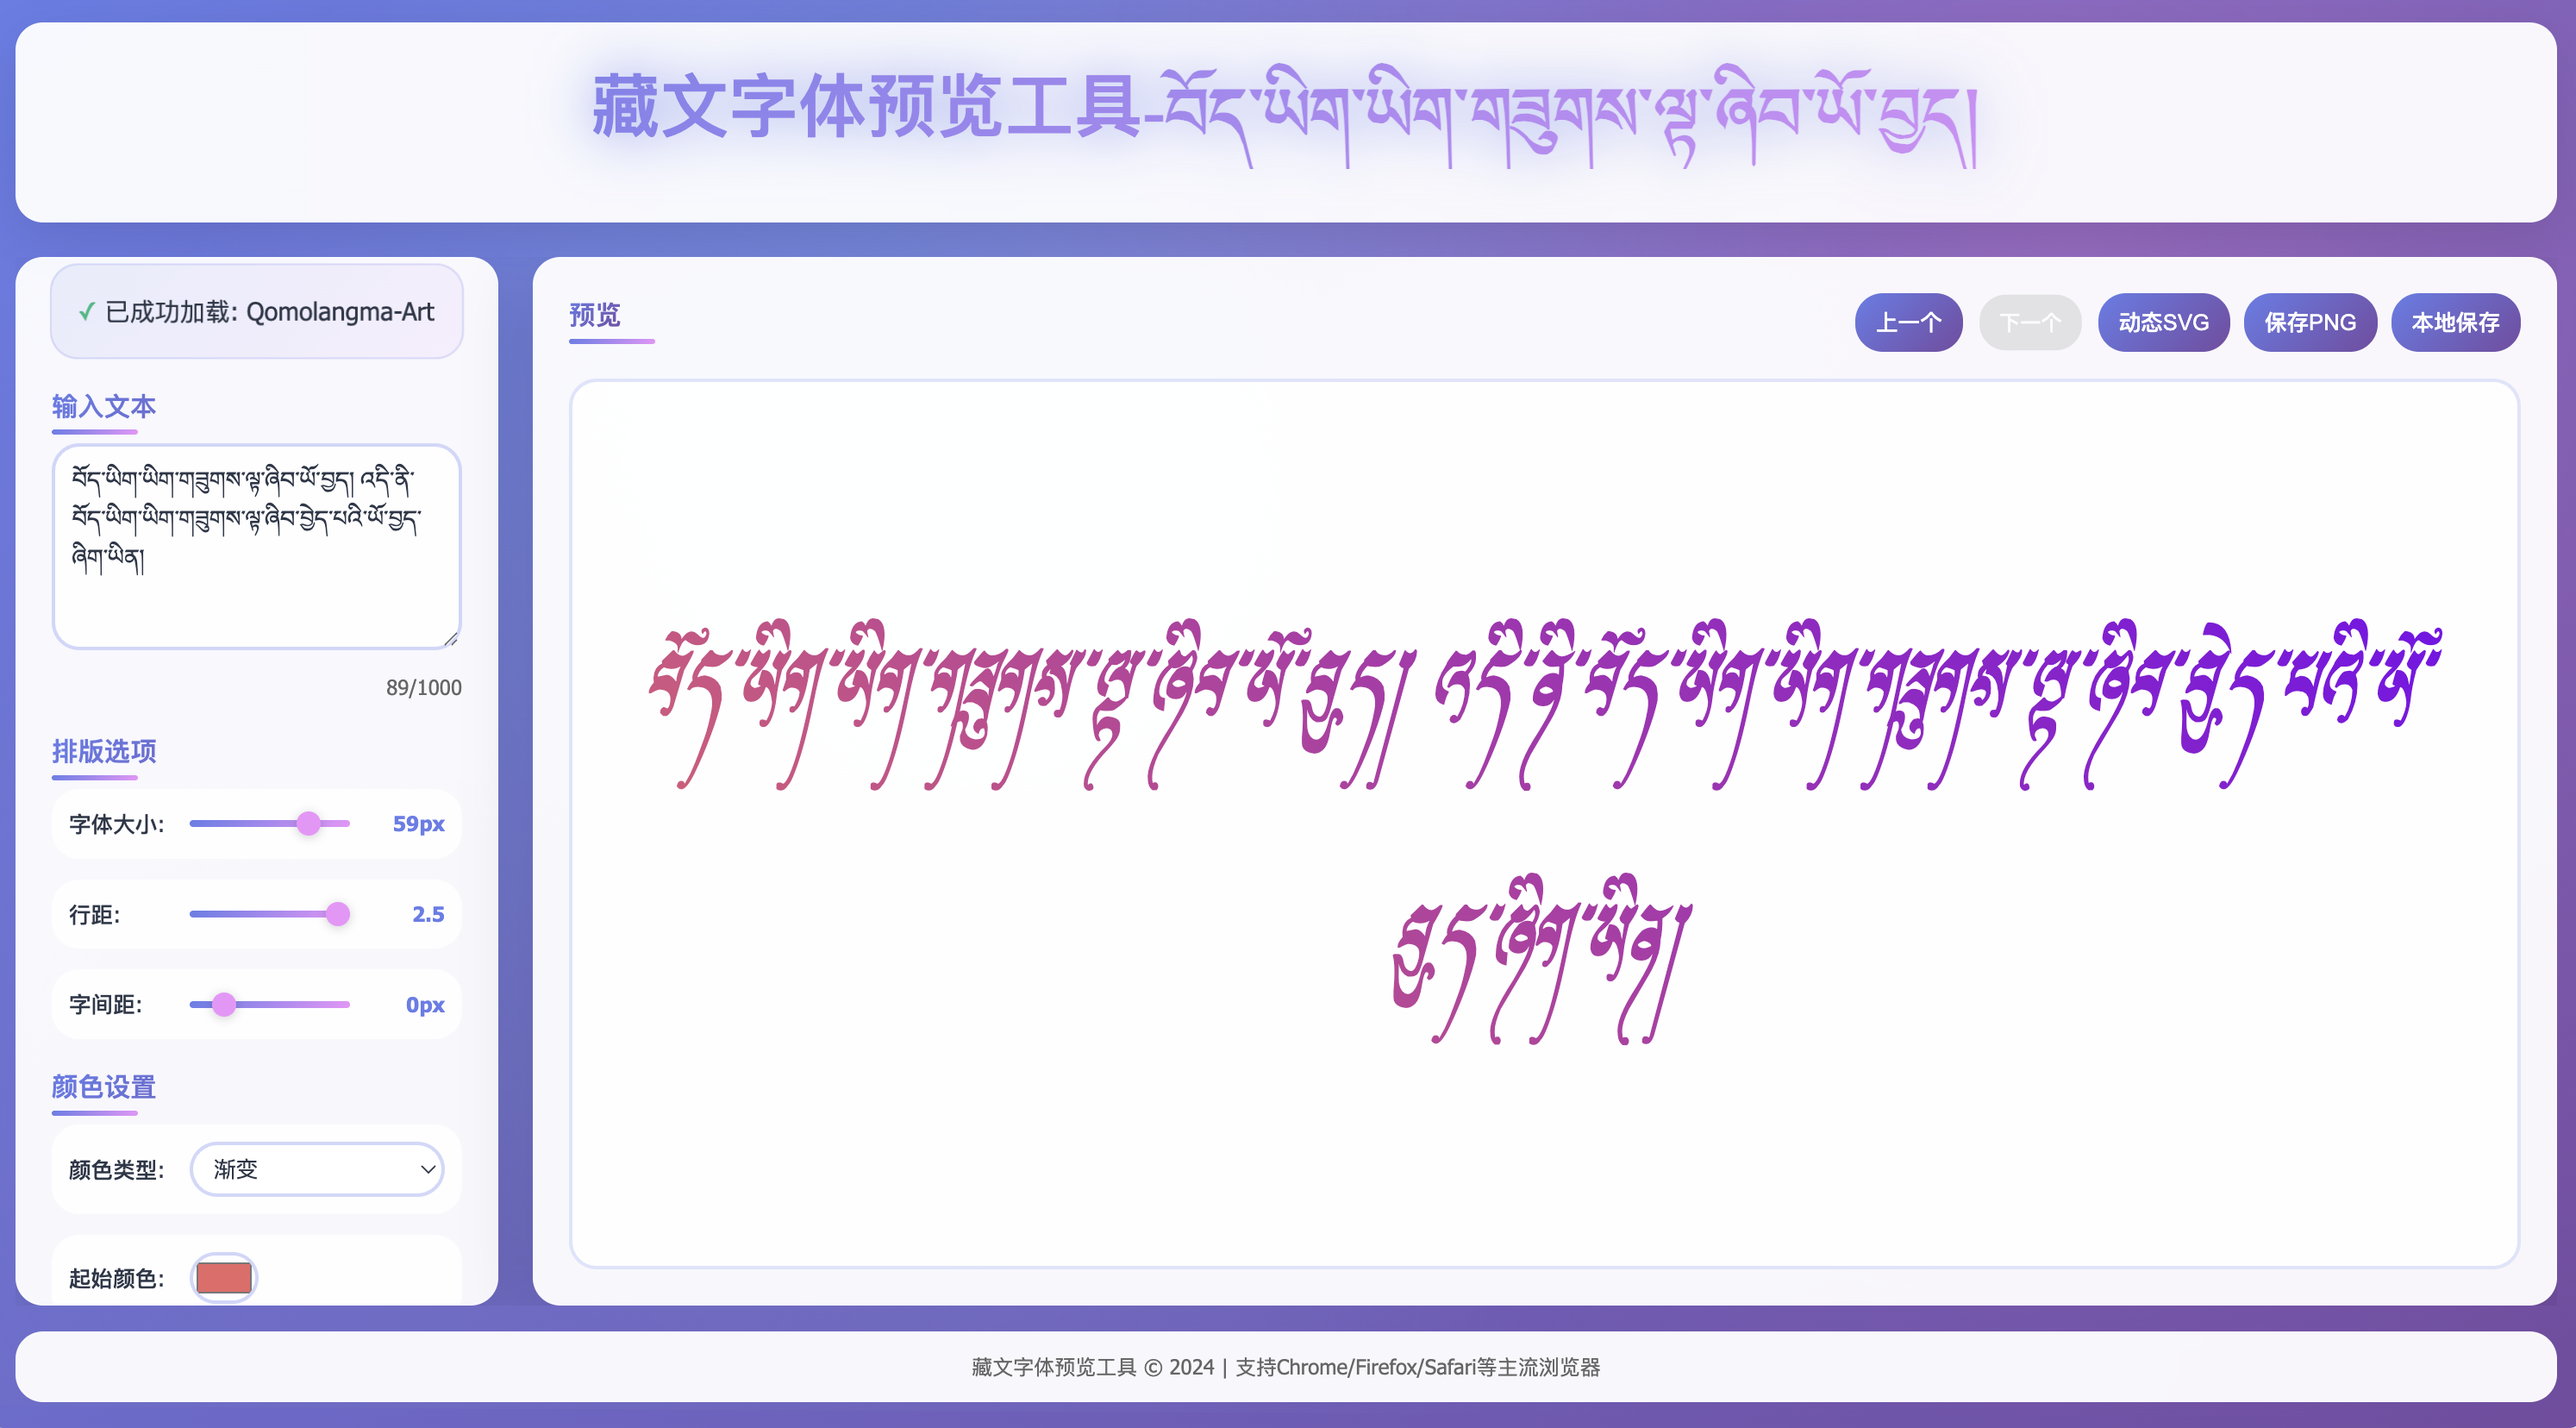 藏文字体预览工具-བོད་ཡིག་ཡིག་གཟུགས་ལྟ་ཞིབ་ཡོ་བྱད།
✓ 已成功加载: Qomolangma-Art
输入文本
བོད་ཡིག་ཡིག་གཟུགས་ལྟ་ཞིབ་ཡོ་བྱད། འདི་ནི་
བོད་ཡིག་ཡིག་གཟུགས་ལྟ་ཞིབ་བྱེད་པའི་ཡོ་བྱད་
ཞིག་ཡིན།
89/1000
排版选项
字体大小: 59px
行距: 2.5
字间距: 0px
颜色设置
颜色类型: 渐变
起始颜色:
预览
上一个 下一个 动态SVG 保存PNG 本地保存
བོད་ཡིག་ཡིག་གཟུགས་ལྟ་ཞིབ་ཡོ་བྱད། འདི་ནི་བོད་ཡིག་ཡིག་གཟུགས་ལྟ་ཞིབ་བྱེད་པའི་ཡོ་
བྱད་ཞིག་ཡིན།
藏文字体预览工具 © 2024 | 支持Chrome/Firefox/Safari等主流浏览器